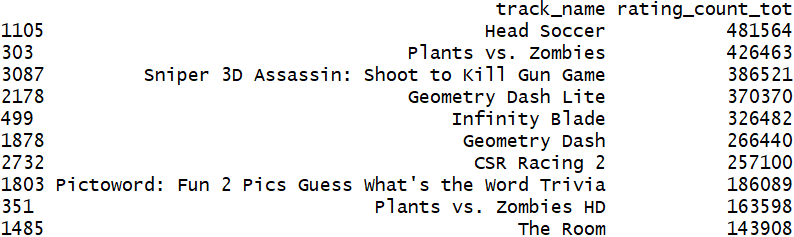 track_name rating_count_tot
1105 Head Soccer 481564
303 Plants vs. Zombies 426463
3087 Sniper 3D Assassin: Shoot to Kill Gun Game 386521
2178 Geometry Dash Lite 370370
499 Infinity Blade 326482
1878 Geometry Dash 266440
2732 CSR Racing 2 257100
1803 Pictoword: Fun 2 Pics Guess What's the Word Trivia 186089
351 Plants vs. Zombies HD 163598
1485 The Room 143908